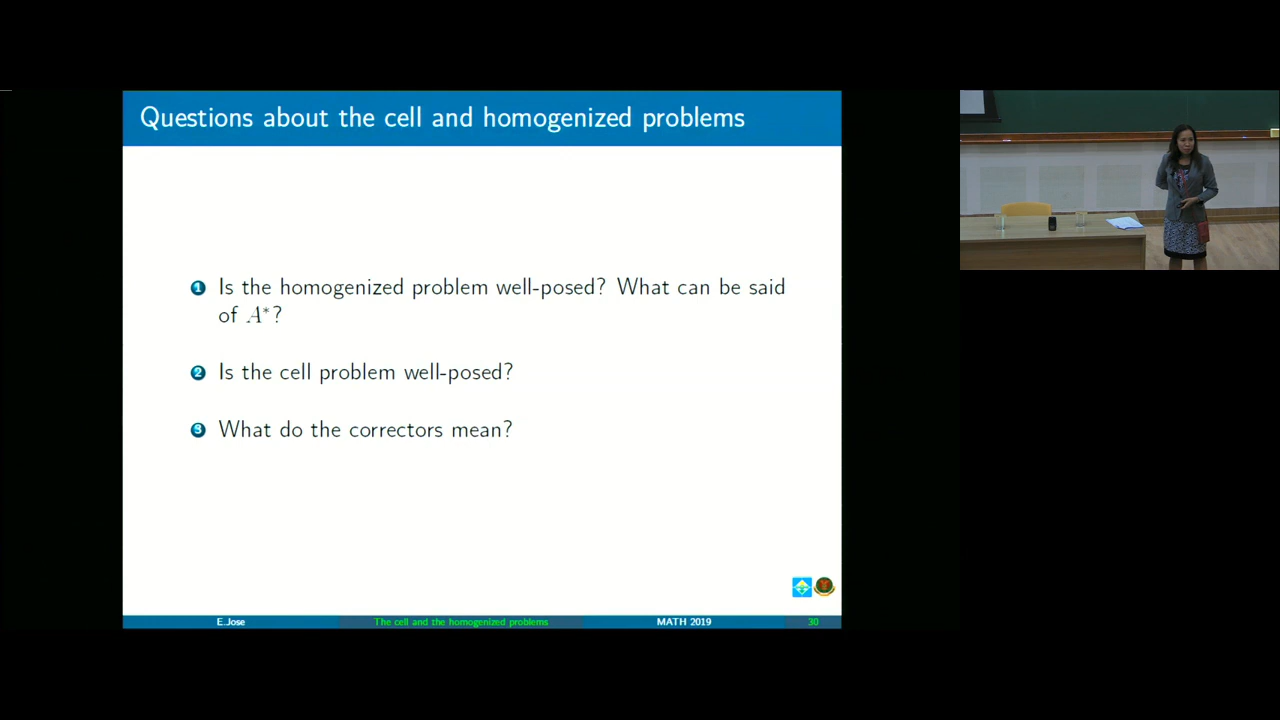 Questions about the cell and homogenized problems
1 Is the homogenized problem well-posed? What can be said
of A*?
2 Is the cell problem well-posed?
3 What do the correctors mean?
E.Jose The cell and the homogenized problems MATH 2019 30